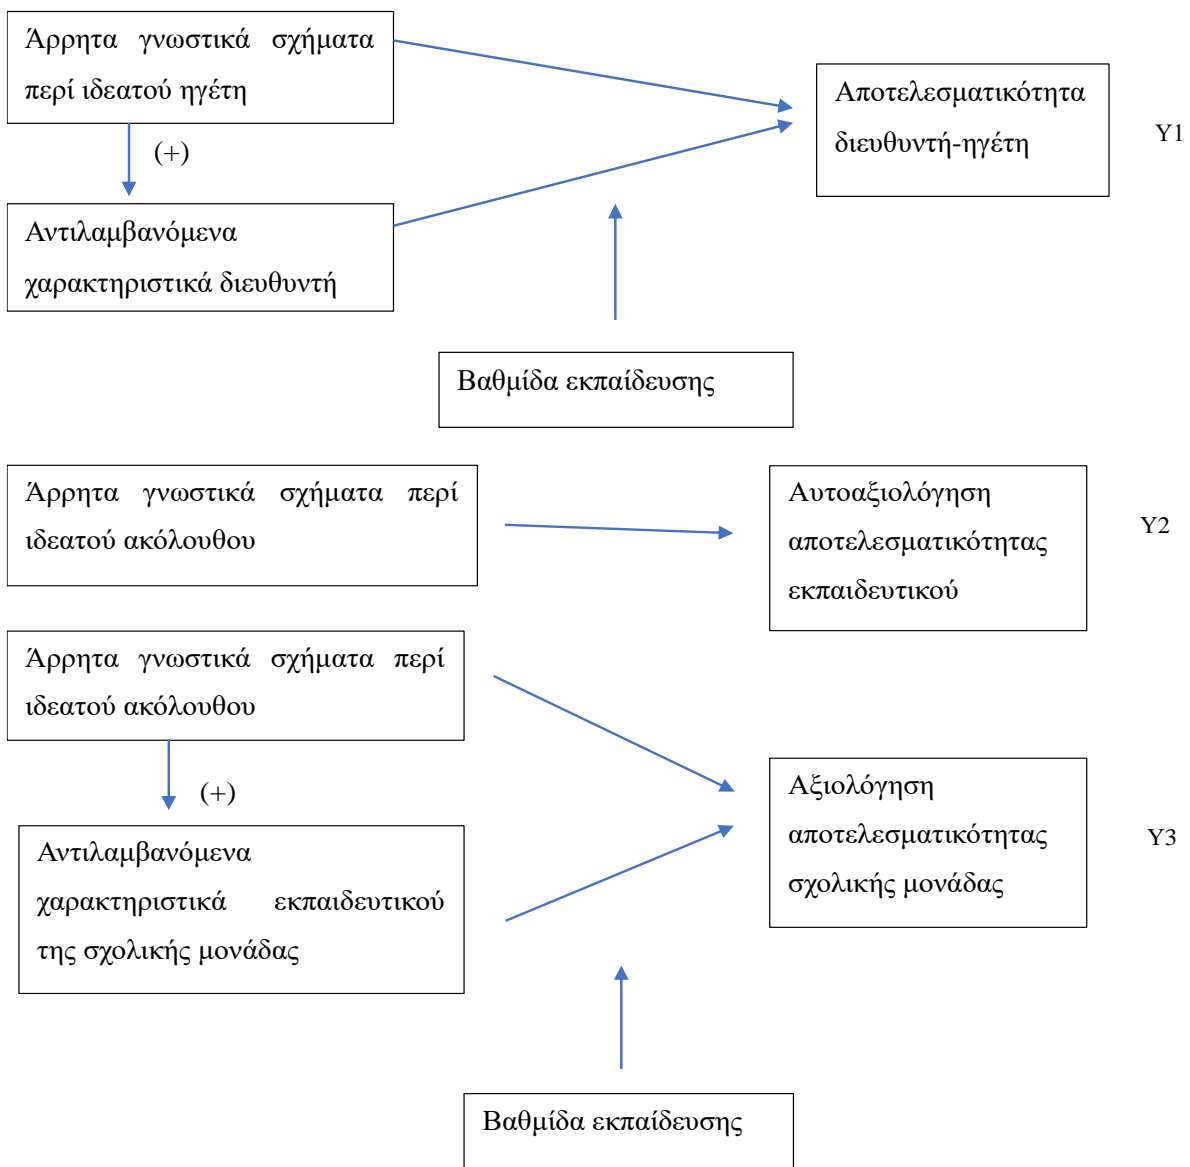 Άρρητα γνωστικά σχήματα
περί ιδεατού ηγέτη
(+)
Αντιλαμβανόμενα
χαρακτηριστικά διευθυντή
Αποτελεσματικότητα
διευθυντή-ηγέτη
Υ1
Βαθμίδα εκπαίδευσης
Άρρητα γνωστικά σχήματα περί
ιδεατού ακόλουθου
Αυτοαξιολόγηση
αποτελεσματικότητας
εκπαιδευτικού
Υ2
Άρρητα γνωστικά σχήματα περί
ιδεατού ακόλουθου
(+)
Αντιλαμβανόμενα
χαρακτηριστικά εκπαιδευτικού
της σχολικής μονάδας
Αξιολόγηση
αποτελεσματικότητας
σχολικής μονάδας
Υ3
Βαθμίδα εκπαίδευσης